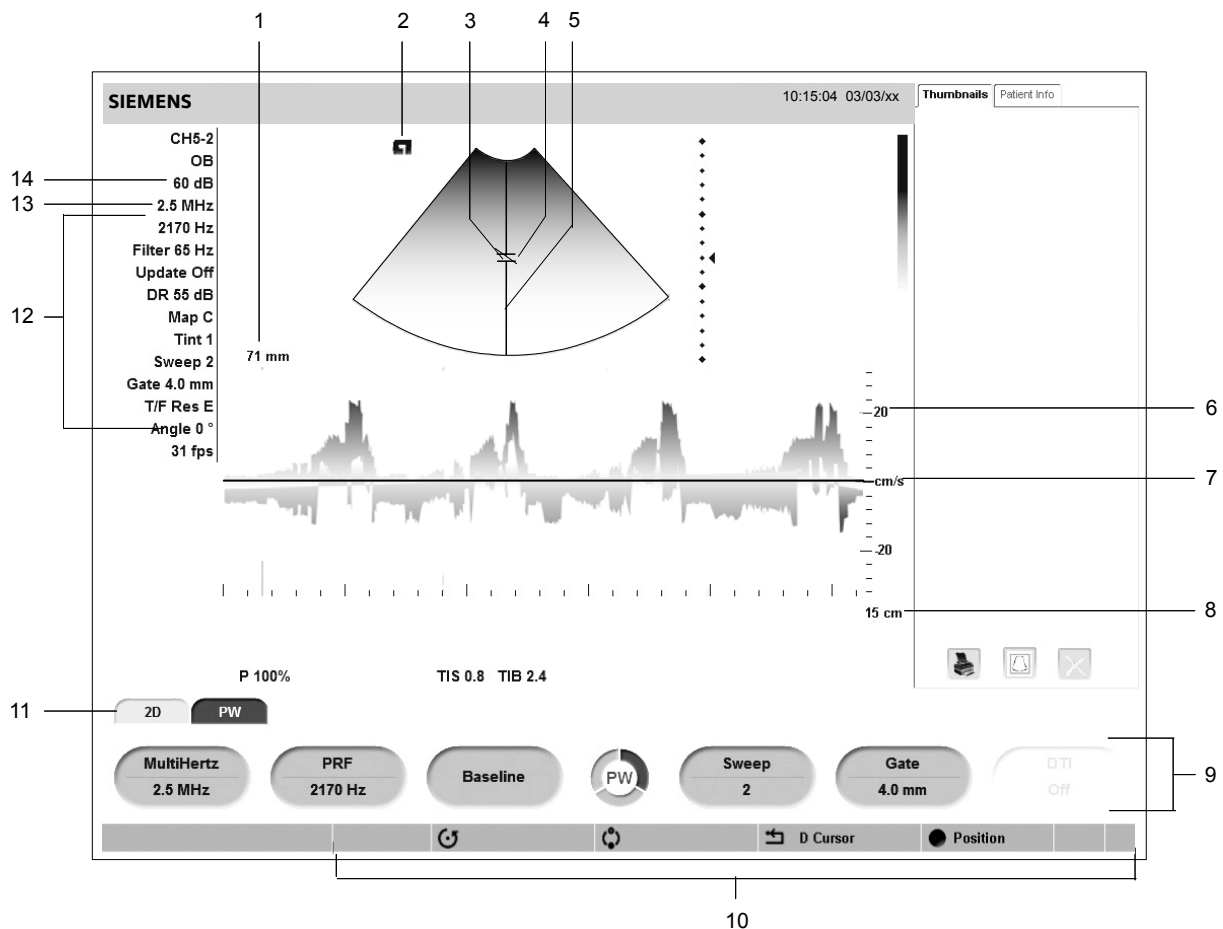 1 2 3 4 5
SIEMENS 10:15:04 03/03/xx Thumbnails Patient Info
CH5-2
OB
14 60 dB
13 2.5 MHz
2170 Hz
Filter 65 Hz
Update Off
DR 55 dB
12 Map C
Tint 1
Sweep 2 71 mm
Gate 4.0 mm
T/F Res E
Angle 0 °
31 fps
20 6
cm/s 7
-20
15 cm 8
P 100% TIS 0.8 TIB 2.4
11 2D PW
MultiHertz PRF Baseline PW Sweep Gate DTI
2.5 MHz 2170 Hz 2 4.0 mm Off
9
D Cursor Position
10